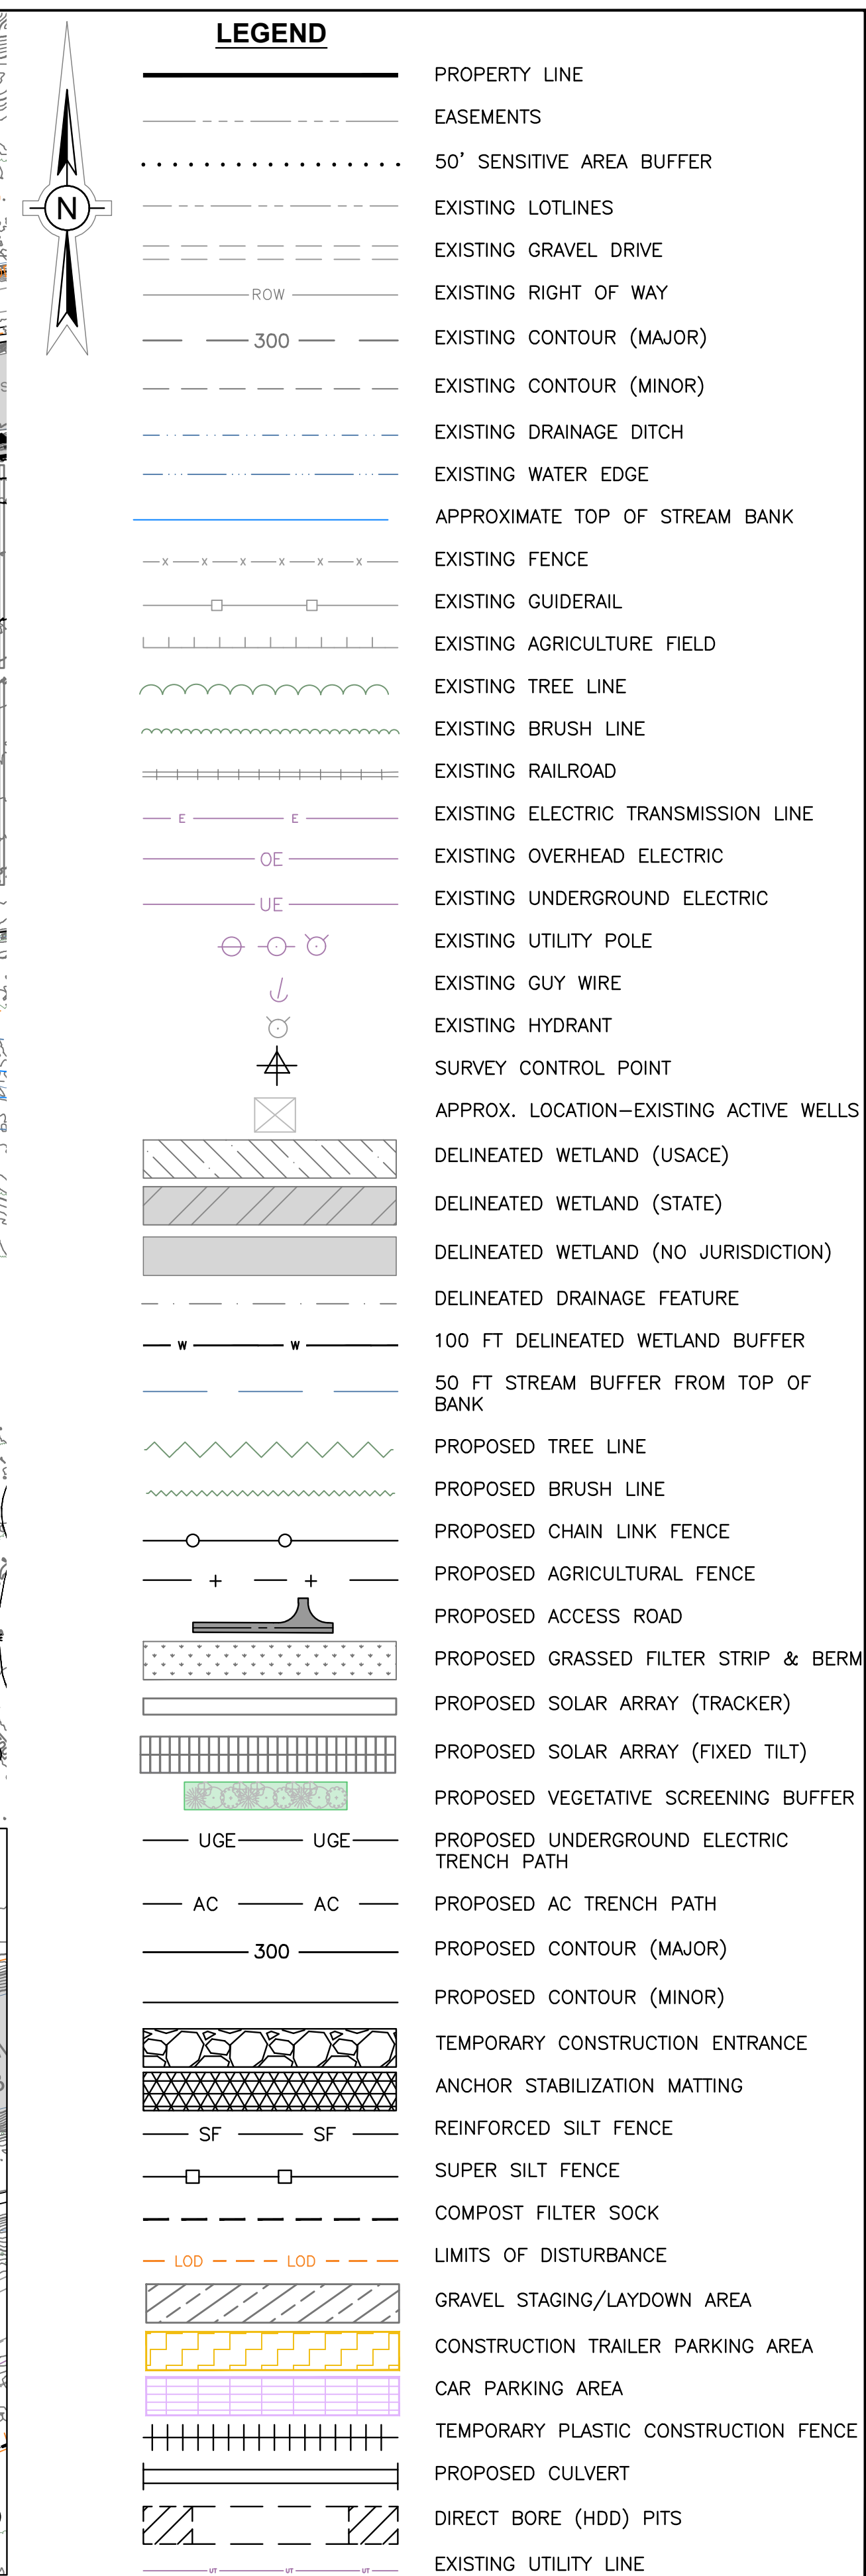 LEGEND
N
PROPERTY LINE
EASEMENTS
50' SENSITIVE AREA BUFFER
EXISTING LOTLINES
EXISTING GRAVEL DRIVE
ROW EXISTING RIGHT OF WAY
300 EXISTING CONTOUR (MAJOR)
EXISTING CONTOUR (MINOR)
EXISTING DRAINAGE DITCH
EXISTING WATER EDGE
APPROXIMATE TOP OF STREAM BANK
x x x x x x EXISTING FENCE
EXISTING GUIDERAIL
EXISTING AGRICULTURE FIELD
EXISTING TREE LINE
EXISTING BRUSH LINE
EXISTING RAILROAD
E E EXISTING ELECTRIC TRANSMISSION LINE
OE EXISTING OVERHEAD ELECTRIC
UE EXISTING UNDERGROUND ELECTRIC
EXISTING UTILITY POLE
EXISTING GUY WIRE
EXISTING HYDRANT
SURVEY CONTROL POINT
APPROX. LOCATION-EXISTING ACTIVE WELLS
DELINEATED WETLAND (USACE)
DELINEATED WETLAND (STATE)
DELINEATED WETLAND (NO JURISDICTION)
DELINEATED DRAINAGE FEATURE
W W 100 FT DELINEATED WETLAND BUFFER
50 FT STREAM BUFFER FROM TOP OF
BANK
PROPOSED TREE LINE
PROPOSED BRUSH LINE
PROPOSED CHAIN LINK FENCE
PROPOSED AGRICULTURAL FENCE
PROPOSED ACCESS ROAD
PROPOSED GRASSED FILTER STRIP & BERM
PROPOSED SOLAR ARRAY (TRACKER)
PROPOSED SOLAR ARRAY (FIXED TILT)
PROPOSED VEGETATIVE SCREENING BUFFER
UGE UGE PROPOSED UNDERGROUND ELECTRIC
TRENCH PATH
AC AC PROPOSED AC TRENCH PATH
300 PROPOSED CONTOUR (MAJOR)
PROPOSED CONTOUR (MINOR)
TEMPORARY CONSTRUCTION ENTRANCE
ANCHOR STABILIZATION MATTING
SF SF REINFORCED SILT FENCE
SUPER SILT FENCE
COMPOST FILTER SOCK
LOD LOD LIMITS OF DISTURBANCE
GRAVEL STAGING/LAYDOWN AREA
CONSTRUCTION TRAILER PARKING AREA
CAR PARKING AREA
TEMPORARY PLASTIC CONSTRUCTION FENCE
PROPOSED CULVERT
DIRECT BORE (HDD) PITS
UT UT UT EXISTING UTILITY LINE